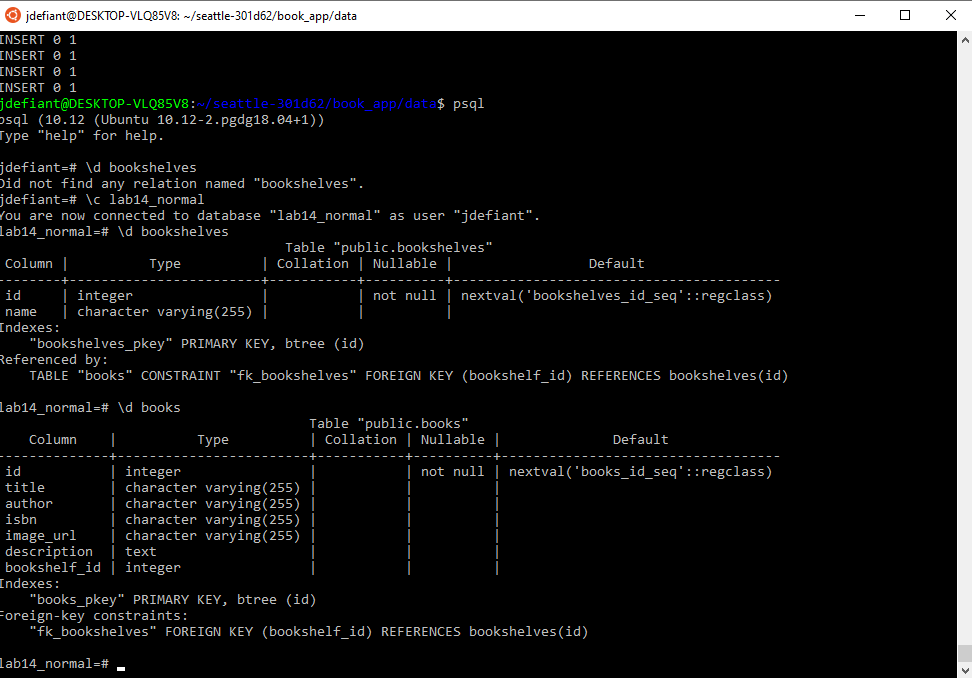 jdefiant@DESKTOP-VLQ85V8: ~/seattle-301d62/book_app/data
INSERT 0 1
INSERT 0 1
INSERT 0 1
INSERT 0 1
jdefiant@DESKTOP-VLQ85V8:~/seattle-301d62/book_app/data$ psql
psql (10.12 (Ubuntu 10.12-2.pgdg18.04+1))
Type "help" for help.
jdefiant=# \d bookshelves
Did not find any relation named "bookshelves".
jdefiant=# \c lab14_normal
You are now connected to database "lab14_normal" as user "jdefiant".
lab14_normal=# \d bookshelves
                                    Table "public.bookshelves"
 Column |          Type          | Collation | Nullable |                 Default
--------+------------------------+-----------+----------+-----------------------------------------
 id     | integer                |           | not null | nextval('bookshelves_id_seq'::regclass)
 name   | character varying(255) |           |          |
Indexes:
    "bookshelves_pkey" PRIMARY KEY, btree (id)
Referenced by:
    TABLE "books" CONSTRAINT "fk_bookshelves" FOREIGN KEY (bookshelf_id) REFERENCES bookshelves(id)
lab14_normal=# \d books
                                       Table "public.books"
    Column    |          Type          | Collation | Nullable |              Default
--------------+------------------------+-----------+----------+-----------------------------------
 id           | integer                |           | not null | nextval('books_id_seq'::regclass)
 title        | character varying(255) |           |          |
 author       | character varying(255) |           |          |
 isbn         | character varying(255) |           |          |
 image_url    | character varying(255) |           |          |
 description  | text                   |           |          |
 bookshelf_id | integer                |           |          |
Indexes:
    "books_pkey" PRIMARY KEY, btree (id)
Foreign-key constraints:
    "fk_bookshelves" FOREIGN KEY (bookshelf_id) REFERENCES bookshelves(id)
lab14_normal=#